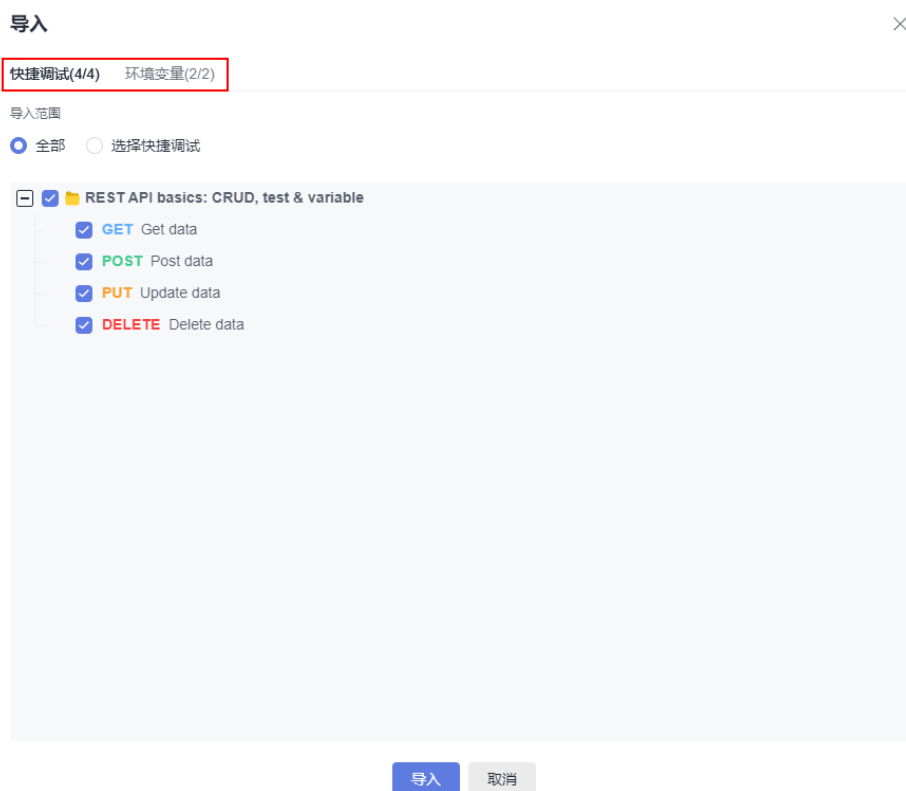 导入
快捷调试(4/4) 环境变量(2/2)
导入范围
全部 选择快捷调试
REST API basics: CRUD, test & variable
GET Get data
POST Post data
PUT Update data
DELETE Delete data
导入 取消